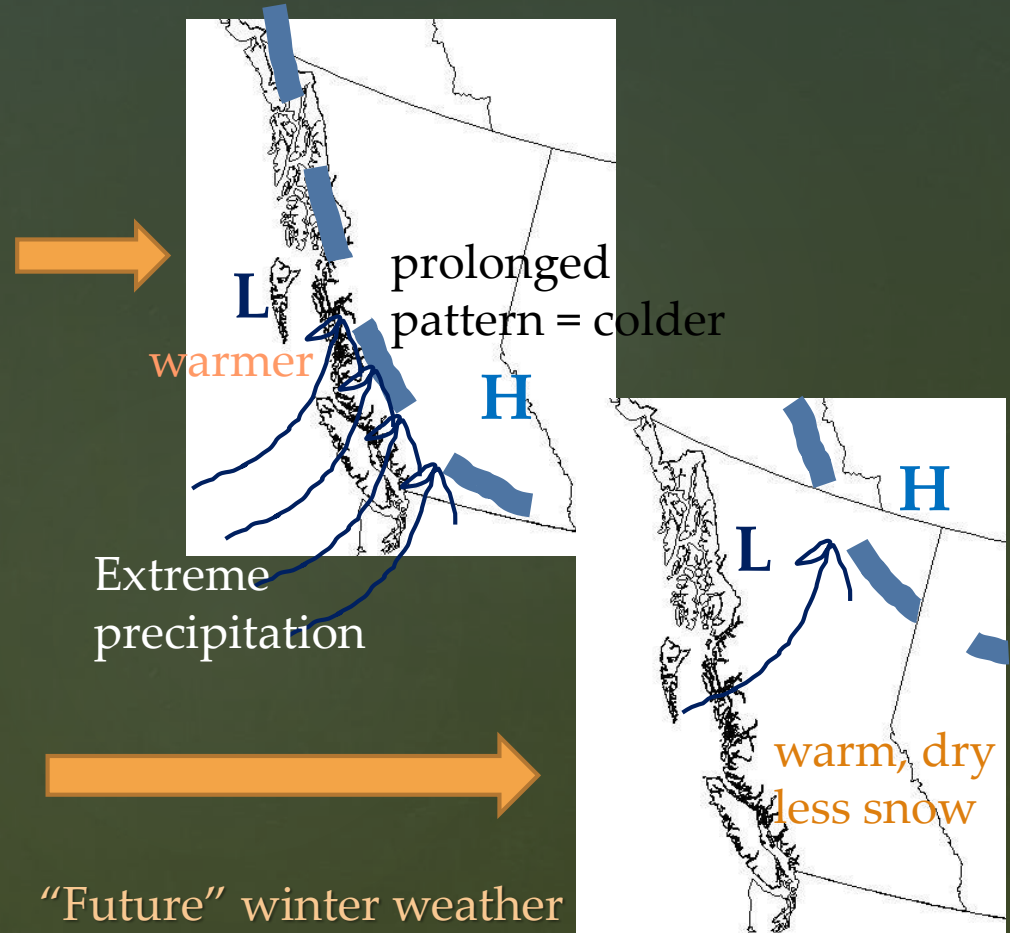 prolonged
pattern = colder
L
warmer
H
Extreme
precipitation
H
L
warm, dry
less snow
“Future” winter weather